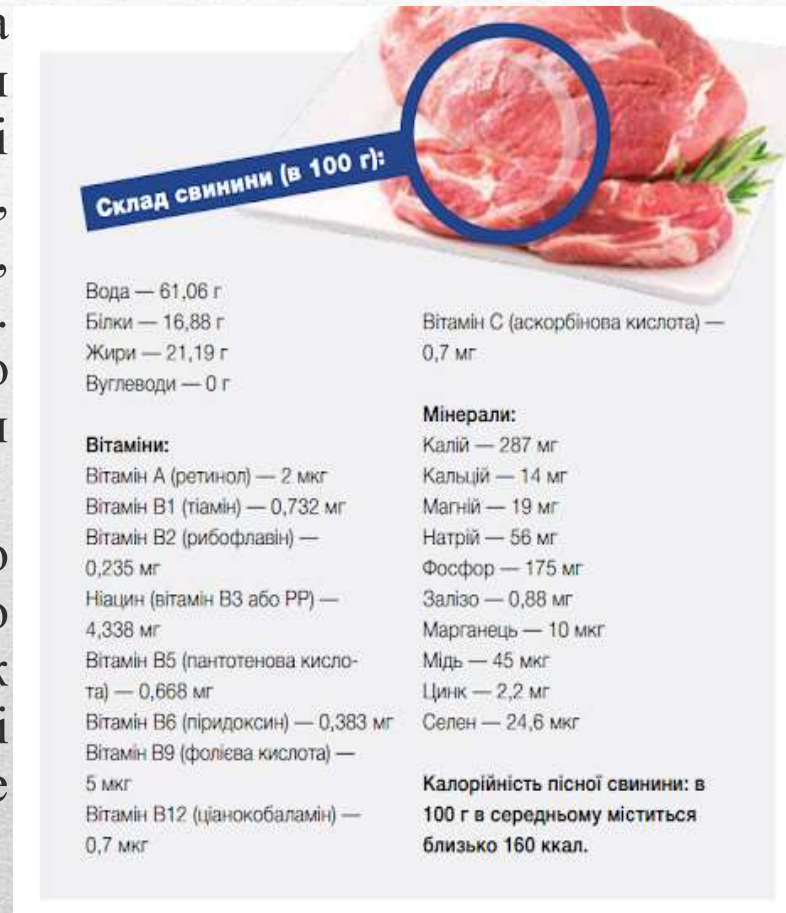 а
и
і
,
,
.
о
и
о
о
к
і
е
Склад свинини (в 100 г):
Вода — 61,06 г
Білки — 16,88 г
Жири — 21,19 г
Вуглеводи — 0 г
Вітаміни:
Вітамін А (ретинол) — 2 мкг
Вітамін В1 (тіамін) — 0,732 мг
Вітамін В2 (рибофлавін) —
0,235 мг
Ніацин (вітамін В3 або РР) —
4,338 мг
Вітамін В5 (пантотенова кисло-
та) — 0,668 мг
Вітамін В6 (піридоксин) — 0,383 мг
Вітамін В9 (фолієва кислота) —
5 мкг
Вітамін В12 (ціанокобаламін) —
0,7 мкг
Вітамін С (аскорбінова кислота) —
0,7 мг
Мінерали:
Калій — 287 мг
Кальцій — 14 мг
Магній — 19 мг
Натрій — 56 мг
Фосфор — 175 мг
Залізо — 0,88 мг
Марганець — 10 мкг
Мідь — 45 мкг
Цинк — 2,2 мг
Селен — 24,6 мкг
Калорійність пісної свинини: в
100 г в середньому міститься
близько 160 ккал.